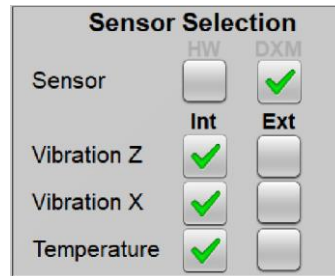 Sensor Selection
HW DXM
Sensor
Int Ext
Vibration Z
Vibration X
Temperature